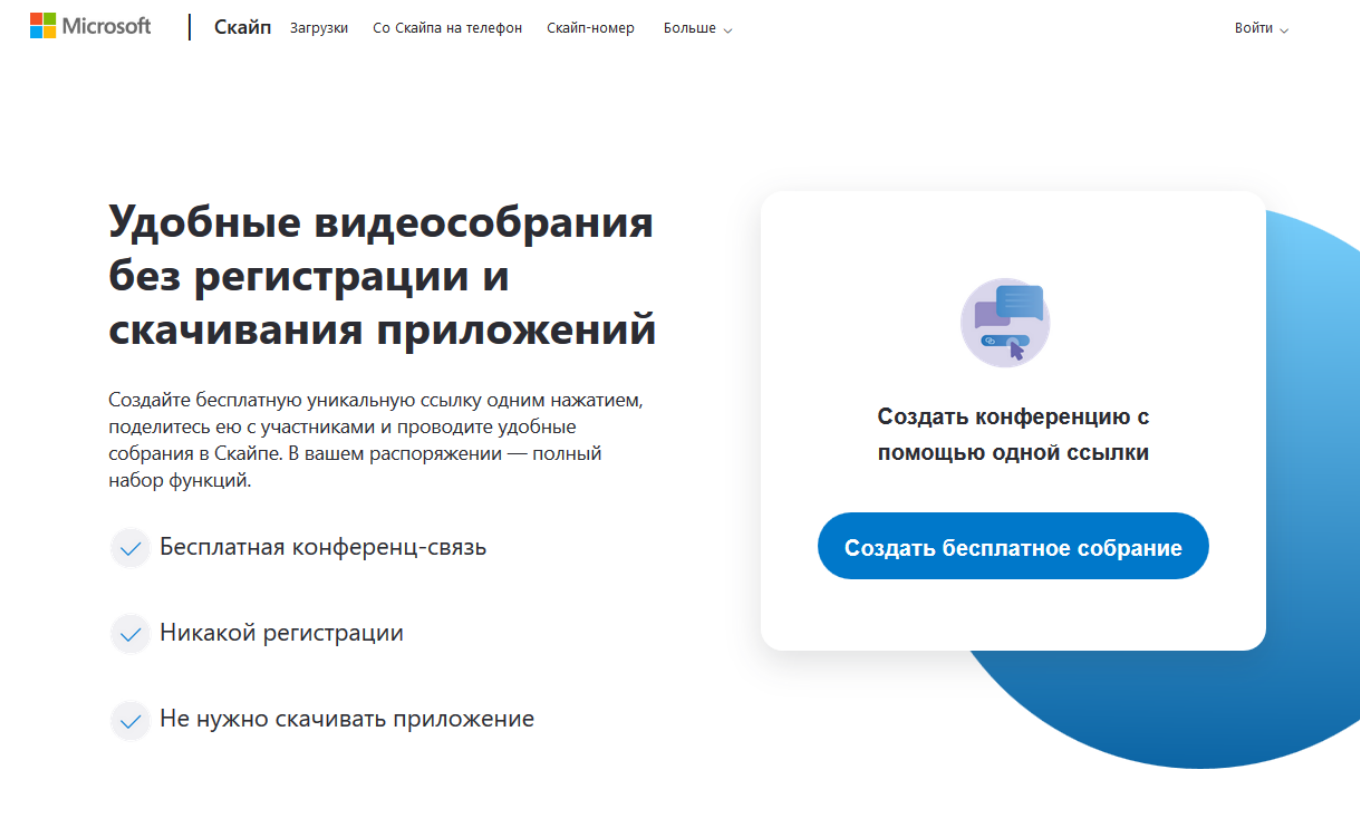 Microsoft Скайп Загрузки Со Скайпа на телефон Скайп-номер Больше Войти
Удобные видеособрания
без регистрации и
скачивания приложений
Создайте бесплатную уникальную ссылку одним нажатием,
поделитесь ею с участниками и проводите удобные
собрания в Скайпе. В вашем распоряжении — полный
набор функций.
Бесплатная конференц-связь
Никакой регистрации
Не нужно скачивать приложение
Создать конференцию с
помощью одной ссылки
Создать бесплатное собрание